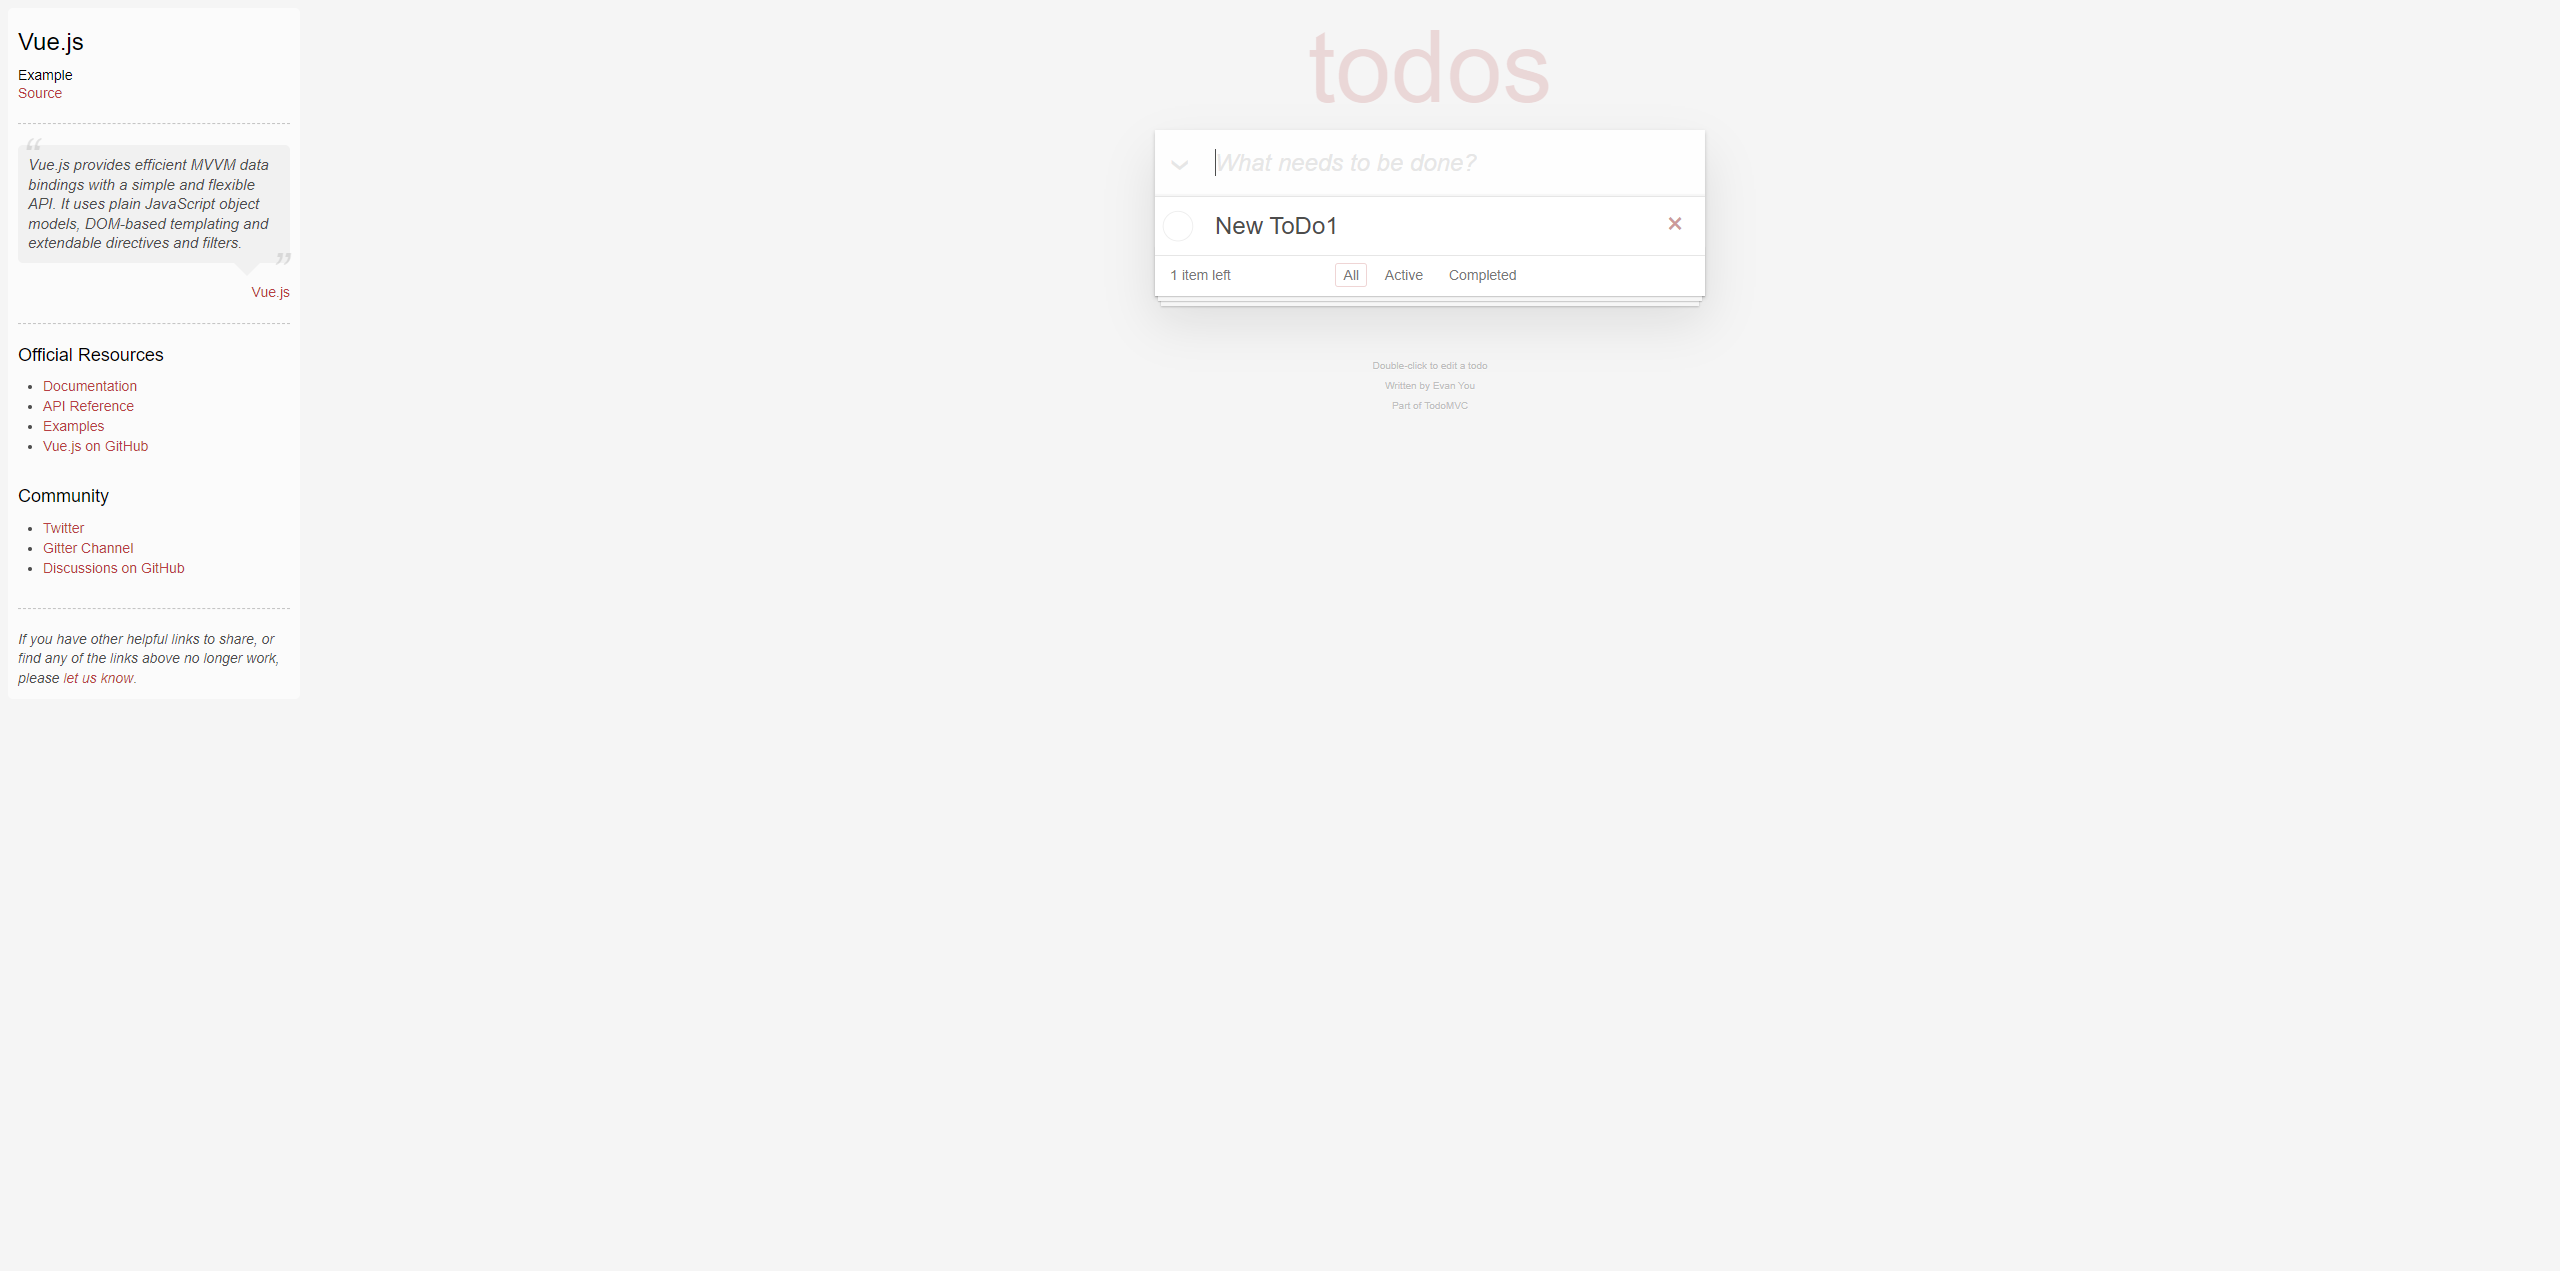 Vue.js
Example
Source
“
Vue.js provides efficient MVVM data
bindings with a simple and flexible
API. It uses plain JavaScript object
models, DOM-based templating and
extendable directives and filters.
”
Vue.js
Official Resources
Documentation
API Reference
Examples
Vue.js on GitHub
Community
Twitter
Gitter Channel
Discussions on GitHub
If you have other helpful links to share, or
find any of the links above no longer work,
please let us know.
todos
What needs to be done?
New ToDo1 ×
1 item left All Active Completed
Double-click to edit a todo
Written by Evan You
Part of TodoMVC